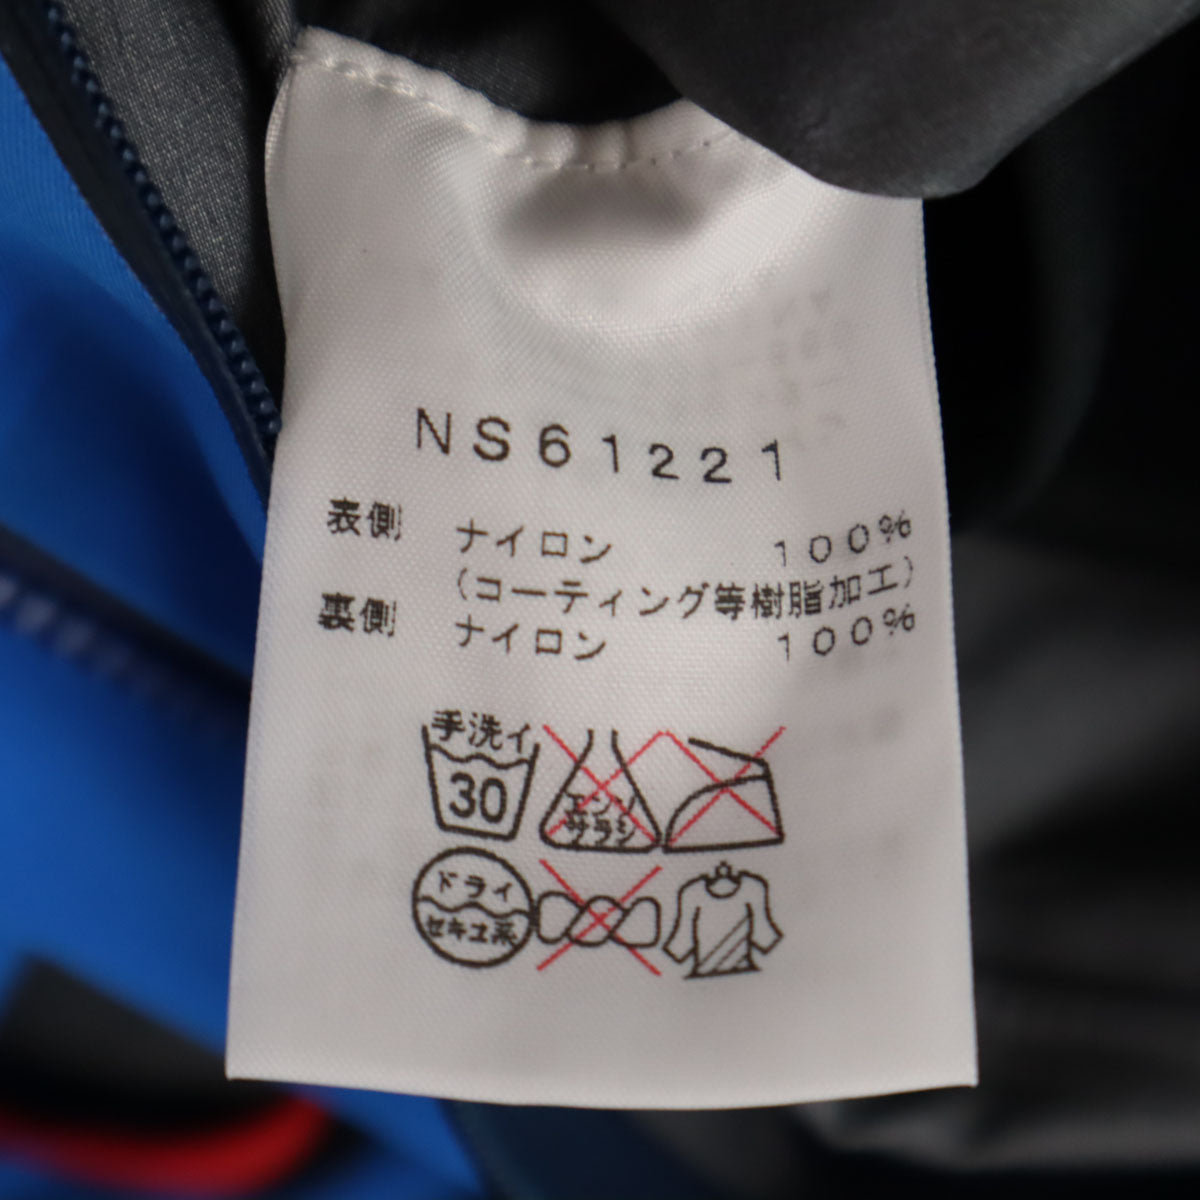 NS61221
表側 ナイロン 100%
(コーティング等樹脂加工)
裏側 ナイロン 100%
手洗イ
30
エンソ
サラシ
ドライ
セキユ系